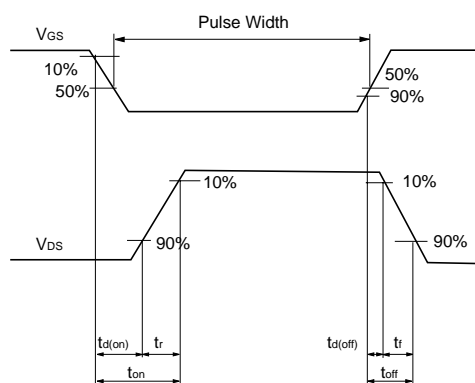 Pulse Width
VGS
10%
50%
50%
90%
10%
10%
VDS
90%
90%
td(on)
tr
td(off)
tf
ton
toff